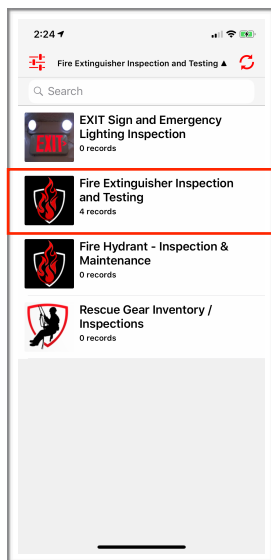 2:24
Fire Extinguisher Inspection and Testing ▲
Search
EXIT Sign and Emergency
Lighting Inspection
0 records
EXIT
Fire Extinguisher Inspection
and Testing
4 records
Fire Hydrant - Inspection &
Maintenance
0 records
Rescue Gear Inventory /
Inspections
0 records